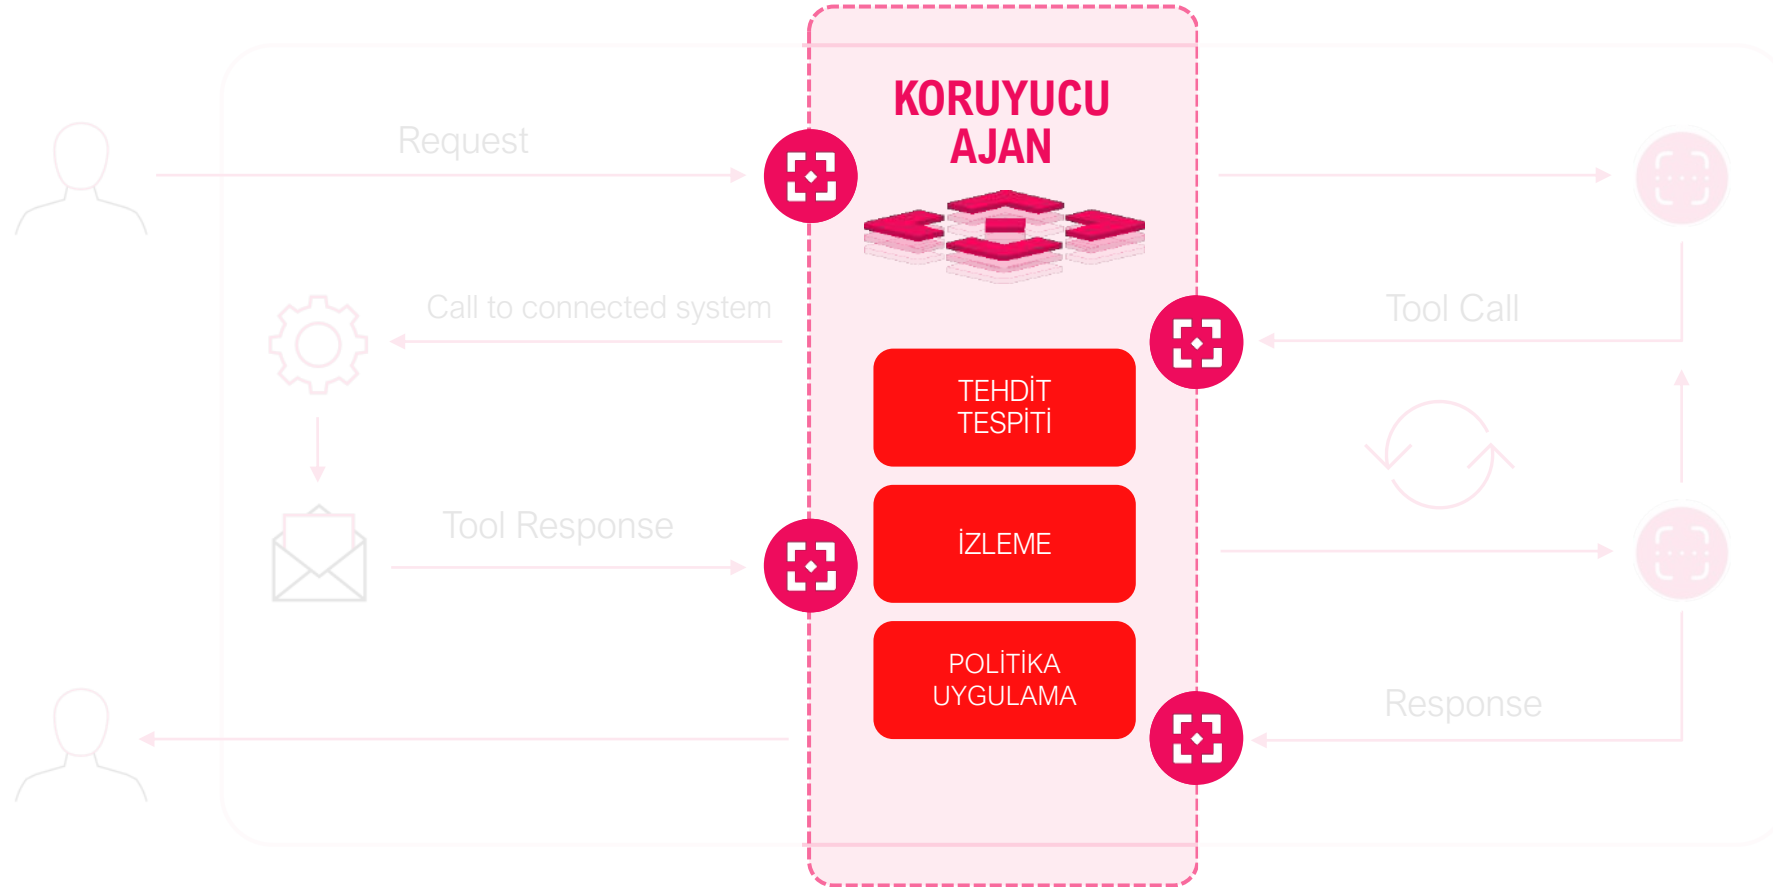 KORUYUCU
AJAN
Request
Call to connected system
Tool Call
TEHDİT
TESPİTİ
Tool Response
İZLEME
POLİTİKA
UYGULAMA
Response